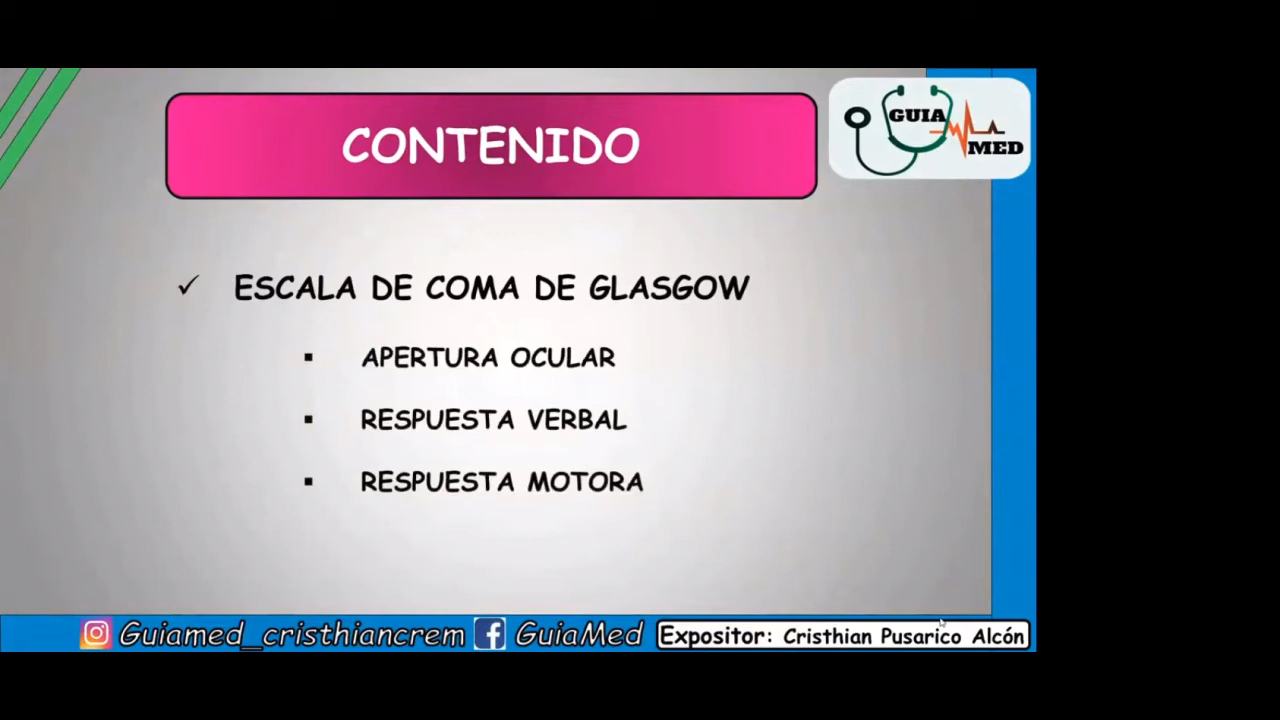 CONTENIDO
GUIA
MED
✓ ESCALA DE COMA DE GLASGOW
▪ APERTURA OCULAR
▪ RESPUESTA VERBAL
▪ RESPUESTA MOTORA
Guiamed_cristhiancrem GuiaMed Expositor: Cristhian Pusarico Alcón